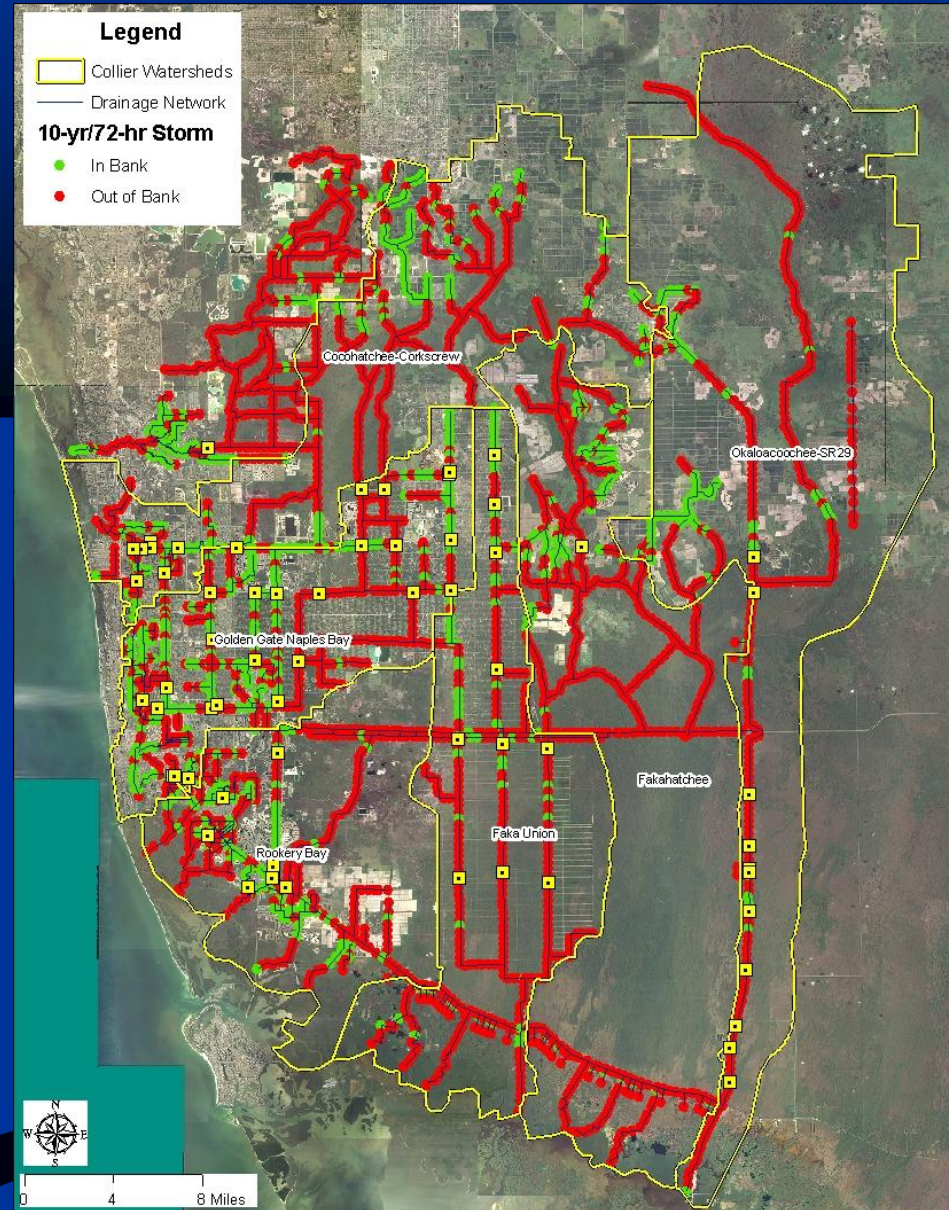 Legend
Collier Watersheds
Drainage Network
10-yr/72-hr Storm
In Bank
Out of Bank
Cocohatchee-Corkscrew
Okaloacoochee-SR29
Golden Gate Naples Bay
Fakahatchee
Faka Union
Rookery Bay
N
W E
S
0 4 8 Miles